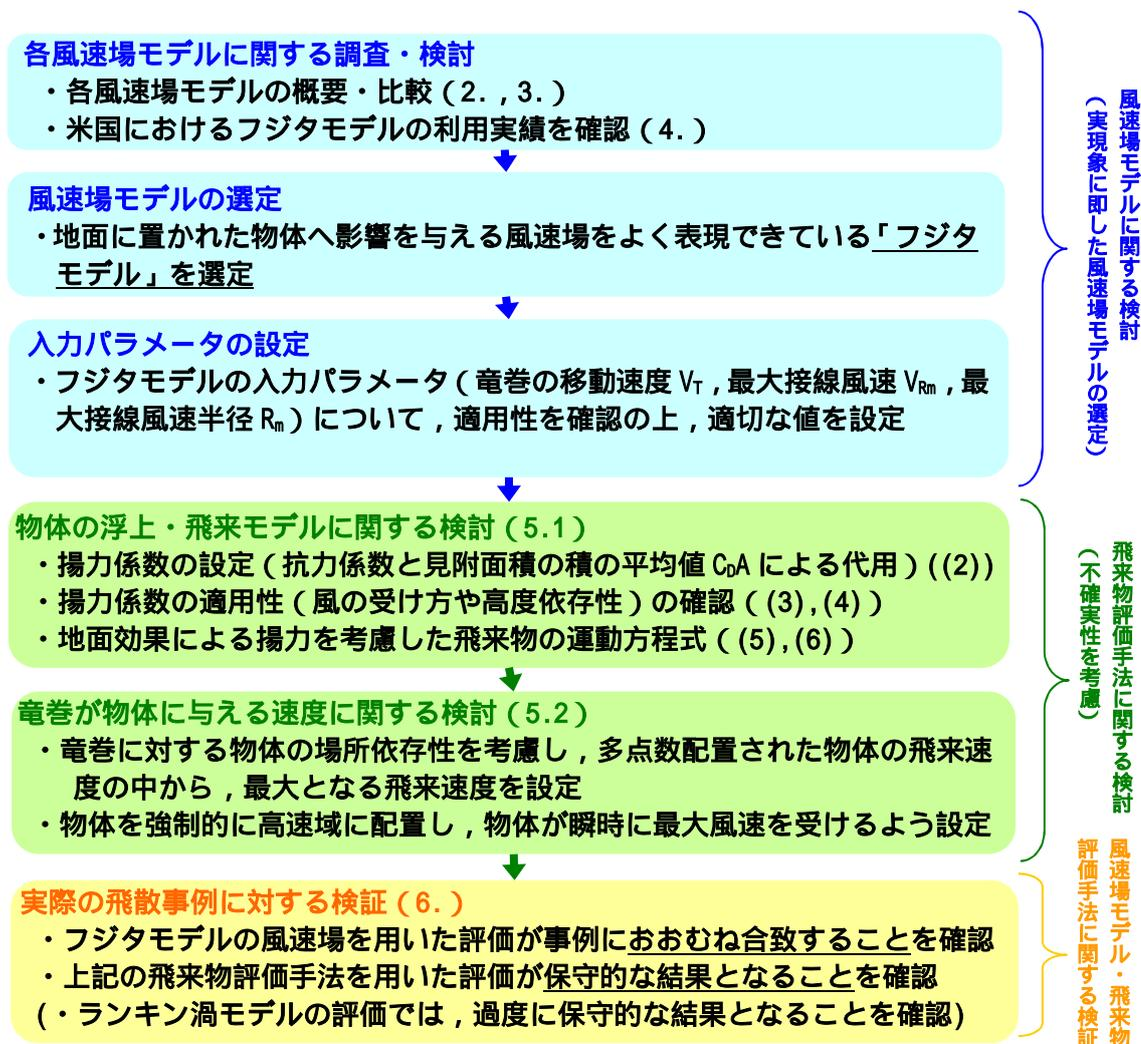 各風速場モデルに関する調査・検討
・各風速場モデルの概要・比較（2.,3.）
・米国におけるフジタモデルの利用実績を確認（4.）
風速場モデルの選定
・地面に置かれた物体へ影響を与える風速場をよく表現できている「フジタ
モデル」を選定
入力パラメータの設定
・フジタモデルの入力パラメータ（竜巻の移動速度 VT,最大接線風速 VRm,最
大接線風速半径 Rm）について,適用性を確認の上,適切な値を設定
風速場モデルに関する検討
（実現象に即した風速場モデルの選定）
物体の浮上・飛来モデルに関する検討（5.1）
・揚力係数の設定（抗力係数と見附面積の積の平均値 CDA による代用）((2))
・揚力係数の適用性（風の受け方や高度依存性）の確認（(3),(4)）
・地面効果による揚力を考慮した飛来物の運動方程式（(5),(6)）
竜巻が物体に与える速度に関する検討（5.2）
・竜巻に対する物体の場所依存性を考慮し,多点数配置された物体の飛来速
度の中から,最大となる飛来速度を設定
・物体を強制的に高速域に配置し,物体が瞬時に最大風速を受けるよう設定
飛来物評価手法に関する検討
（不確実性を考慮）
実際の飛散事例に対する検証（6.）
・フジタモデルの風速場を用いた評価が事例におおむね合致することを確認
・上記の飛来物評価手法を用いた評価が保守的な結果となることを確認
(・ランキン渦モデルの評価では,過度に保守的な結果となることを確認)
風速場モデル・飛来物
評価手法に関する検証